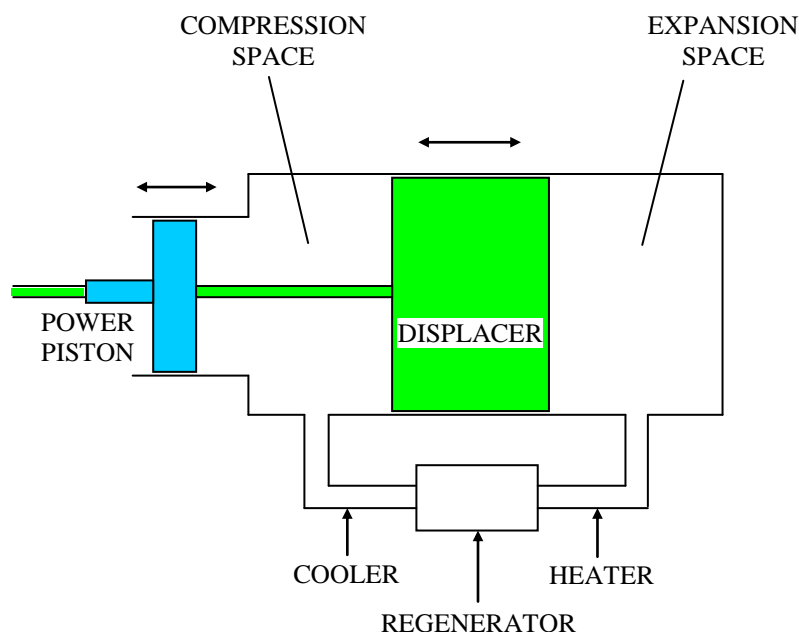 COMPRESSION
SPACE
EXPANSION
SPACE
POWER
PISTON
DISPLACER
COOLER
HEATER
REGENERATOR